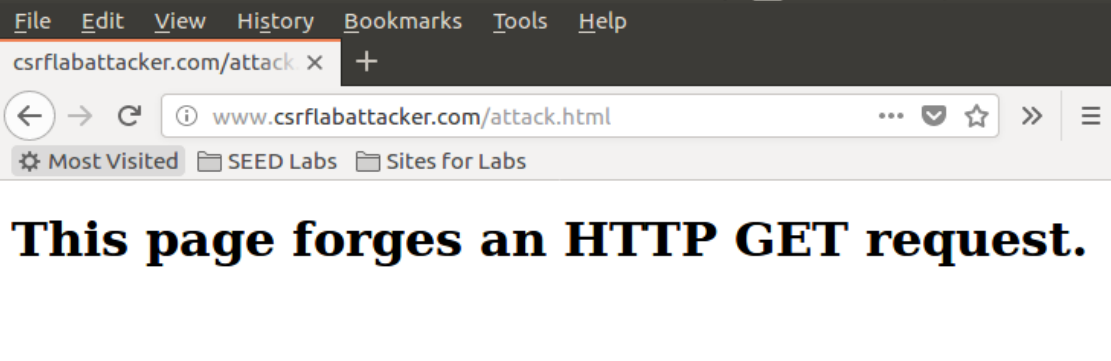 File Edit View History Bookmarks Tools Help
csrflabattacker.com/attack
www.csrflabattacker.com/attack.html
Most Visited SEED Labs Sites for Labs
This page forges an HTTP GET request.